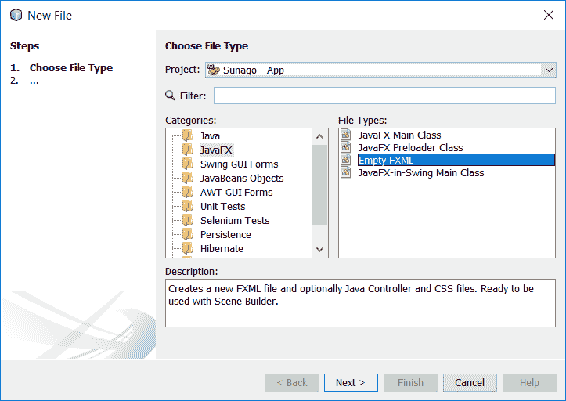 New File
Steps
1. Choose File Type
2. ...
Choose File Type
Project: Sunago - App
Filter:
Categories:
Java
JavaFX
Swing GUI Forms
JavaBeans Objects
AWT GUI Forms
Unit Tests
Selenium Tests
Persistence
Hibernate
File Types:
JavaFX Main Class
JavaFX Preloader Class
Empty FXML
JavaFX-in-Swing Main Class
Description:
Creates a new FXML file and optionally Java Controller and CSS files. Ready to
be used with Scene Builder.
< Back Next > Finish Cancel Help